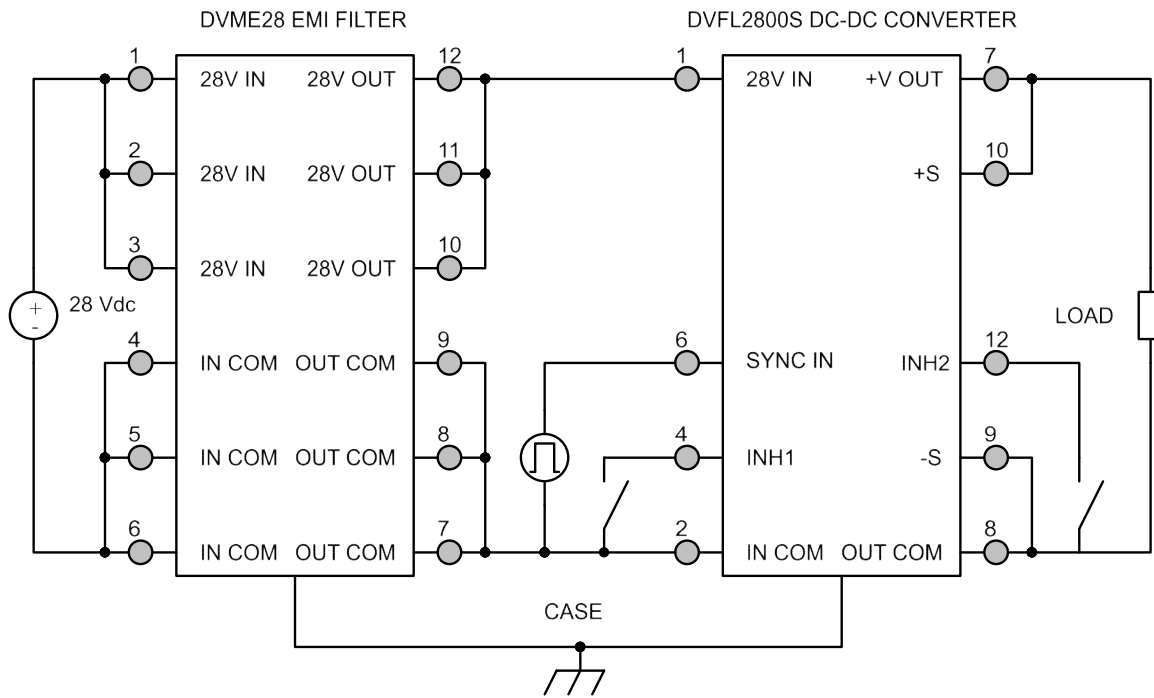 DVME28 EMI FILTER DVFL2800S DC-DC CONVERTER
1 12 1 7
28V IN 28V OUT 28V IN +V OUT
2 11 10
28V IN 28V OUT +S
3 10
28V IN 28V OUT
+ 28 Vdc
-
LOAD
4 9 6 12
IN COM OUT COM SYNC IN INH2
5 8 4 9
IN COM OUT COM INH1 -S
6 7 2 8
IN COM OUT COM IN COM OUT COM
CASE